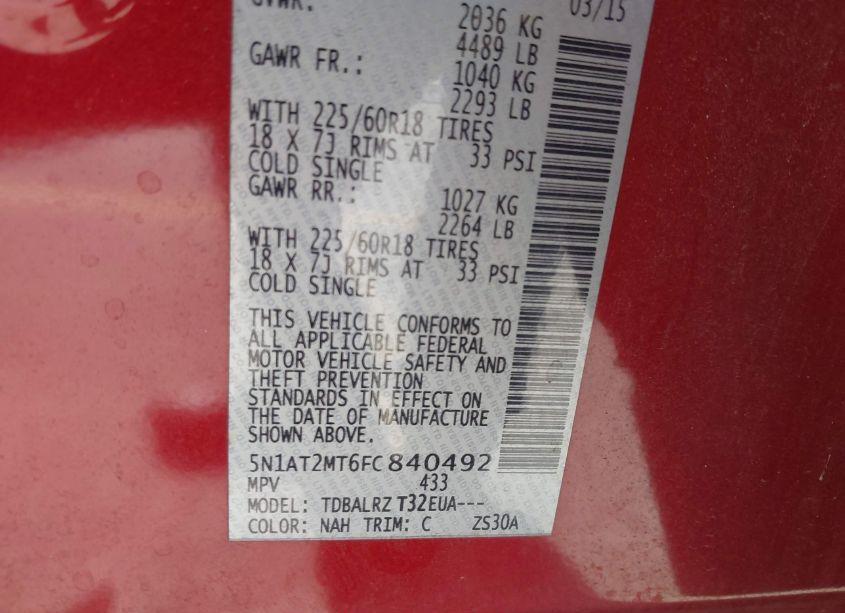 GVWR: 03/15
2036 KG
4489 LB
GAWR FR.: 1040 KG
2293 LB
WITH 225/60R18 TIRES
18 X 7J RIMS AT 33 PSI
COLD SINGLE
GAWR RR.: 1027 KG
2264 LB
WITH 225/60R18 TIRES
18 X 7J RIMS AT 33 PSI
COLD SINGLE
THIS VEHICLE CONFORMS TO
ALL APPLICABLE FEDERAL
MOTOR VEHICLE SAFETY AND
THEFT PREVENTION
STANDARDS IN EFFECT ON
THE DATE OF MANUFACTURE
SHOWN ABOVE.
5N1AT2MT6FC840492
MPV 433
MODEL: TDBALRZ T32EUA---
COLOR: NAH TRIM: C ZS30A